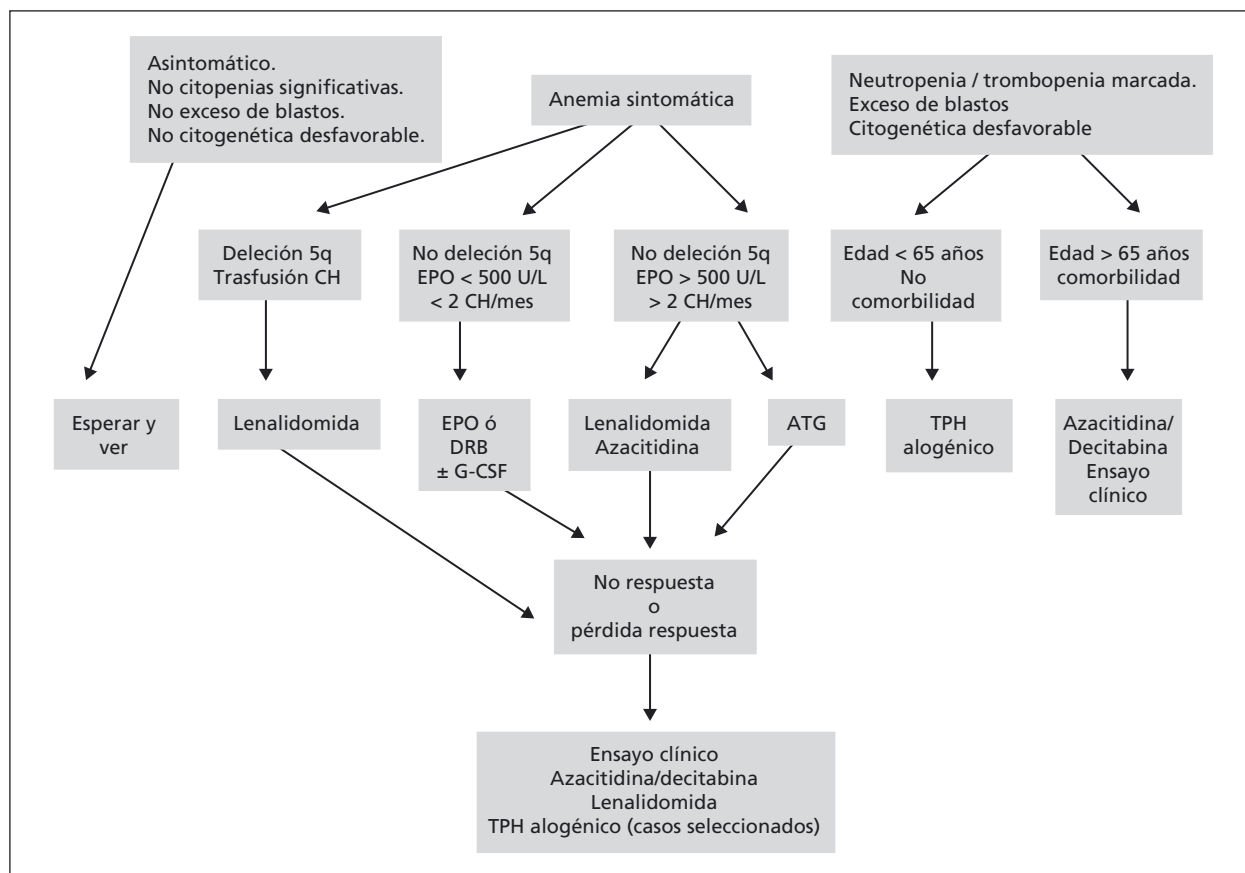 Asintomático.
No citopenias significativas.
No exceso de blastos.
No citogenética desfavorable.
Anemia sintomática
Neutropenia / trombopenia marcada.
Exceso de blastos
Citogenética desfavorable
Deleción 5q
Trasfusión CH
No deleción 5q
EPO < 500 U/L
< 2 CH/mes
No deleción 5q
EPO > 500 U/L
> 2 CH/mes
Edad < 65 años
No
comorbilidad
Edad > 65 años
comorbilidad
Esperar y
ver
Lenalidomida
EPO ó
DRB
± G-CSF
Lenalidomida
Azacitidina
ATG
TPH
alogénico
Azacitidina/
Decitabina
Ensayo
clínico
No respuesta
o
pérdida respuesta
Ensayo clínico
Azacitidina/decitabina
Lenalidomida
TPH alogénico (casos seleccionados)